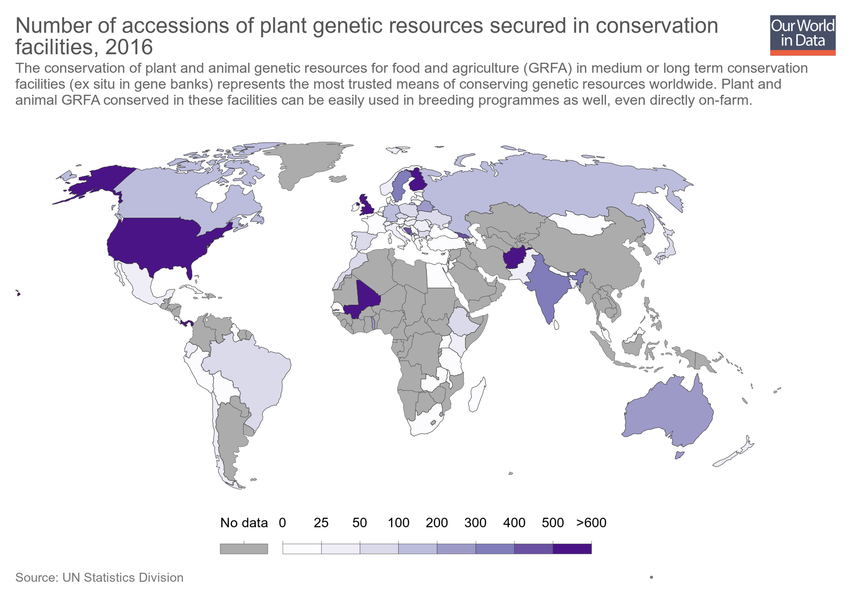 Number of accessions of plant genetic resources secured in conservation
facilities, 2016
Our World
in Data
The conservation of plant and animal genetic resources for food and agriculture (GRFA) in medium or long term conservation
facilities (ex situ in gene banks) represents the most trusted means of conserving genetic resources worldwide. Plant and
animal GRFA conserved in these facilities can be easily used in breeding programmes as well, even directly on-farm.
No data 0 25 50 100 200 300 400 500 >600
Source: UN Statistics Division